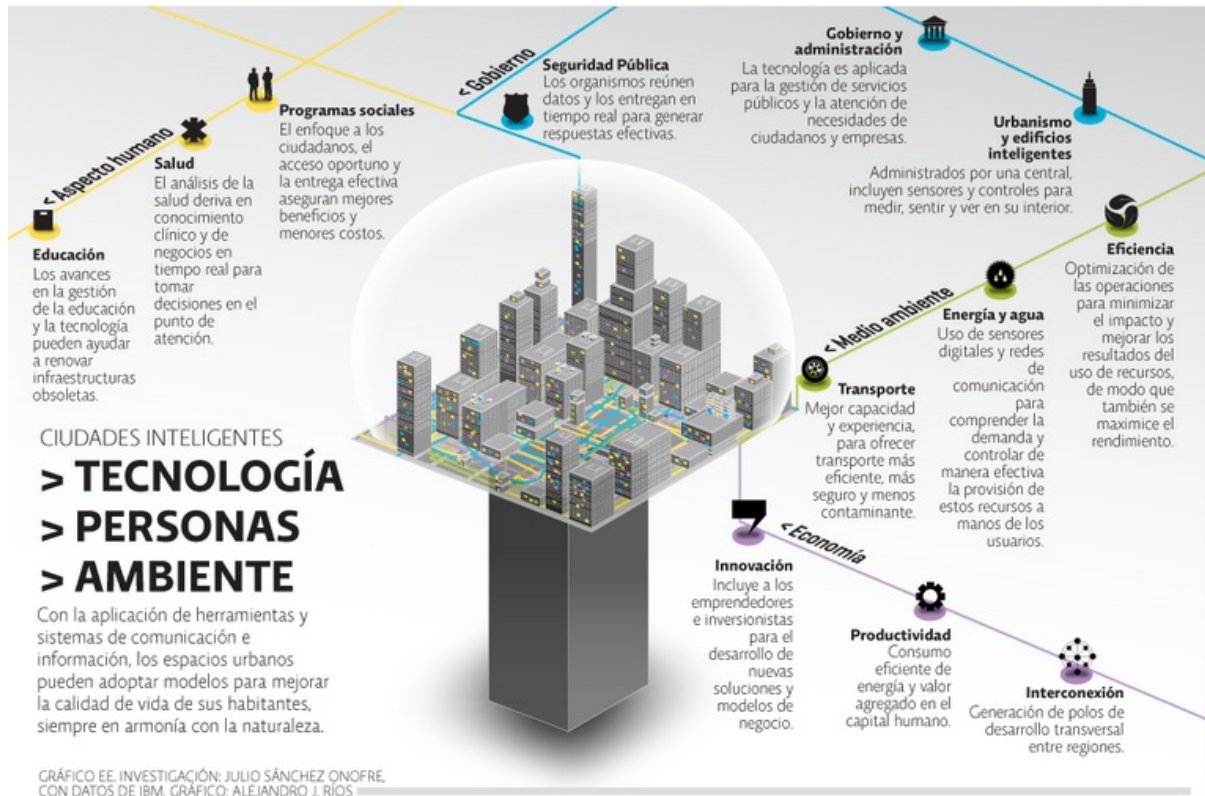 < Aspecto humano
Educación
Los avances
en la gestión
de la educación
y la tecnología
pueden ayudar
a renovar
infraestructuras
obsoletas.
Salud
El análisis de la
salud deriva en
conocimiento
clínico y de
negocios en
tiempo real para
tomar
decisiones en el
punto de
atención.
Programas sociales
El enfoque a los
ciudadanos, el
acceso oportuno y
la entrega efectiva
aseguran mejores
beneficios y
menores costos.
< Gobierno
Seguridad Pública
Los organismos reúnen
datos y los entregan en
tiempo real para generar
respuestas efectivas.
Gobierno y
administración
La tecnología es aplicada
para la gestión de servicios
públicos y la atención de
necesidades de
ciudadanos y empresas.
Urbanismo
y edificios
inteligentes
Administrados por una central,
incluyen sensores y controles para
medir, sentir y ver en su interior.
< Medio ambiente
Transporte
Mejor capacidad
y experiencia,
para ofrecer
transporte más
eficiente, más
seguro y menos
contaminante.
Energía y agua
Uso de sensores
digitales y redes
de
comunicación
para
comprender la
demanda y
controlar de
manera efectiva
la provisión de
estos recursos a
manos de los
usuarios.
Eficiencia
Optimización de
las operaciones
para minimizar
el impacto y
mejorar los
resultados del
uso de recursos,
de modo que
también se
maximice el
rendimiento.
< Economía
Innovación
Incluye a los
emprendedores
e inversionistas
para el
desarrollo de
nuevas
soluciones y
modelos de
negocio.
Productividad
Consumo
eficiente de
energía y valor
agregado en el
capital humano.
Interconexión
Generación de polos de
desarrollo transversal
entre regiones.
CIUDADES INTELIGENTES
> TECNOLOGÍA
> PERSONAS
> AMBIENTE
Con la aplicación de herramientas y
sistemas de comunicación e
información, los espacios urbanos
pueden adoptar modelos para mejorar
la calidad de vida de sus habitantes,
siempre en armonía con la naturaleza.
GRÁFICO EE. INVESTIGACIÓN: JULIO SÁNCHEZ ONOFRE,
CON DATOS DE IBM. GRÁFICO: ALEJANDRO J. RÍOS